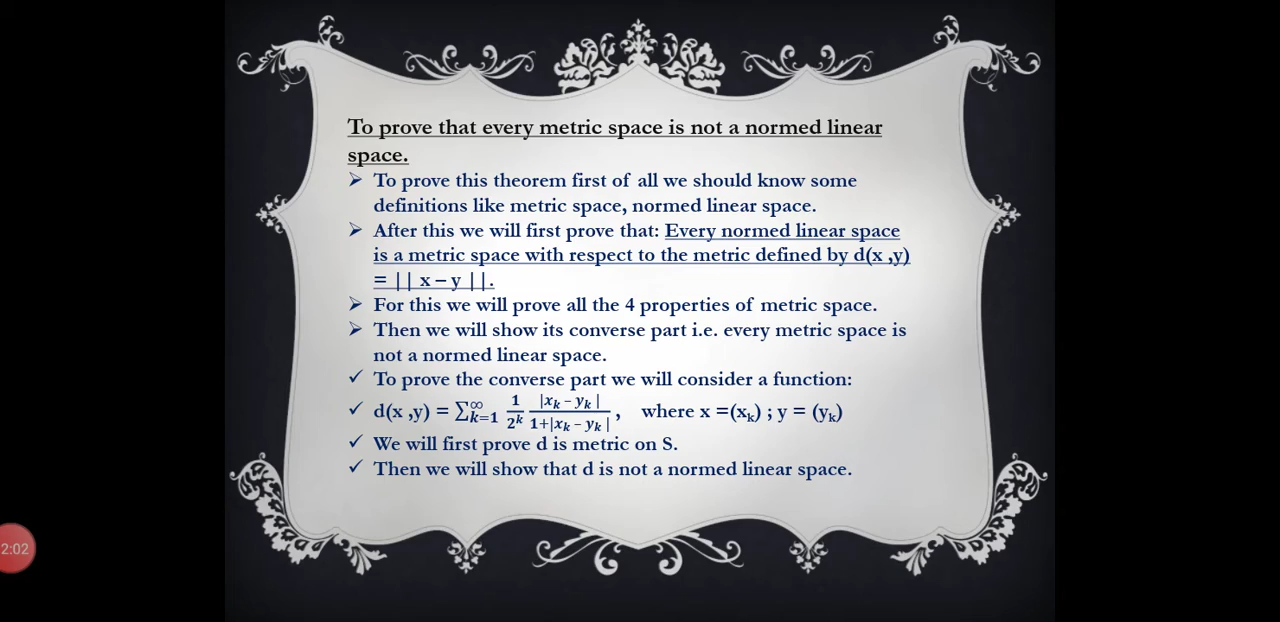 To prove that every metric space is not a normed linear
space.
➢ To prove this theorem first of all we should know some
definitions like metric space, normed linear space.
➢ After this we will first prove that: Every normed linear space
is a metric space with respect to the metric defined by d(x ,y)
= || x – y ||.
➢ For this we will prove all the 4 properties of metric space.
➢ Then we will show its converse part i.e. every metric space is
not a normed linear space.
✓ To prove the converse part we will consider a function:
✓ d(x ,y) = $\sum_{k=1}^{\infty} \frac{1}{2^k} \frac{|x_k - y_k|}{1+|x_k - y_k|}$ , where x =(x_k) ; y = (y_k)
✓ We will first prove d is metric on S.
✓ Then we will show that d is not a normed linear space.
2:02